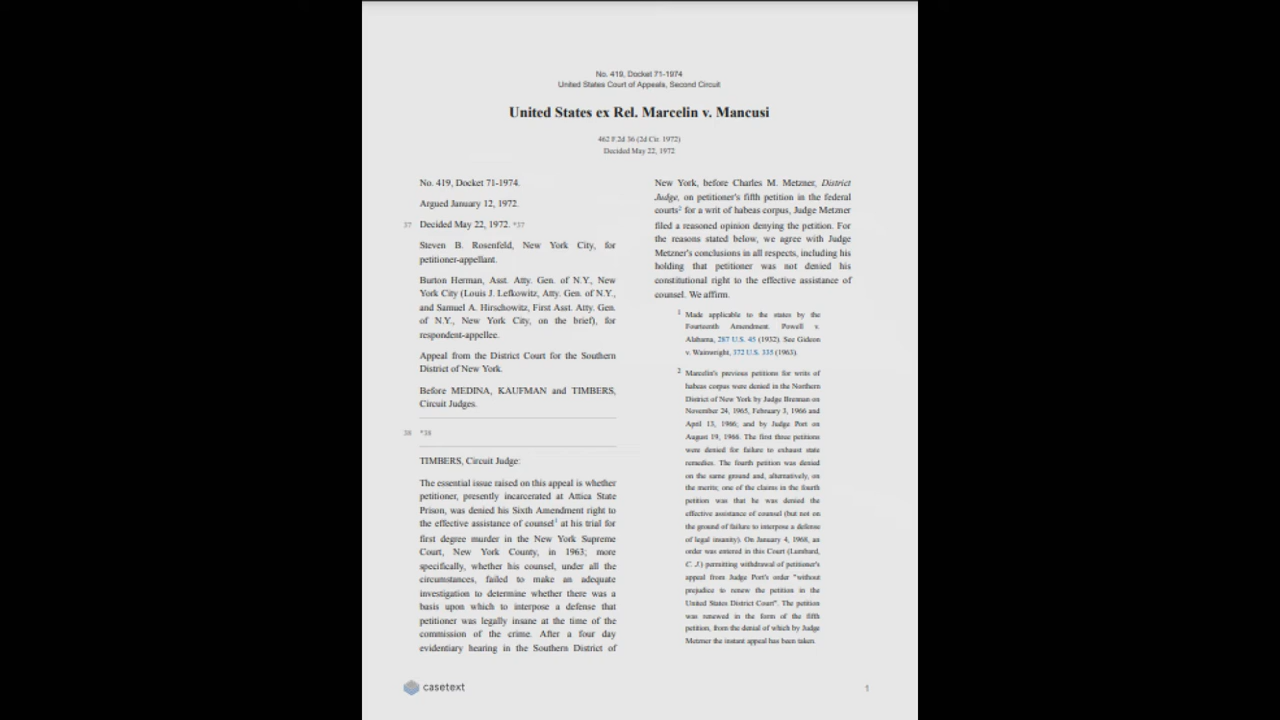 No. 419, Docket 71-1974
United States Court of Appeals, Second Circuit
United States ex Rel. Marcelin v. Mancusi
462 F.2d 36 (2d Cir. 1972)
Decided May 22, 1972
No. 419, Docket 71-1974.
Argued January 12, 1972.
37 Decided May 22, 1972. *37
Steven B. Rosenfeld, New York City, for
petitioner-appellant.
Burton Herman, Asst. Atty. Gen. of N.Y., New
York City (Louis J. Lefkowitz, Atty. Gen. of N.Y.,
and Samuel A. Hirschowitz, First Asst. Atty. Gen.
of N.Y., New York City, on the brief), for
respondent-appellee.
Appeal from the District Court for the Southern
District of New York.
Before MEDINA, KAUFMAN and TIMBERS,
Circuit Judges.
38 *38
TIMBERS, Circuit Judge:
The essential issue raised on this appeal is whether
petitioner, presently incarcerated at Attica State
Prison, was denied his Sixth Amendment right to
the effective assistance of counsel1 at his trial for
first degree murder in the New York Supreme
Court, New York County, in 1963; more
specifically, whether his counsel, under all the
circumstances, failed to make an adequate
investigation to determine whether there was a
basis upon which to interpose a defense that
petitioner was legally insane at the time of the
commission of the crime. After a four day
evidentiary hearing in the Southern District of
New York, before Charles M. Metzner, District
Judge, on petitioner's fifth petition in the federal
courts2 for a writ of habeas corpus, Judge Metzner
filed a reasoned opinion denying the petition. For
the reasons stated below, we agree with Judge
Metzner's conclusions in all respects, including his
holding that petitioner was not denied his
constitutional right to the effective assistance of
counsel. We affirm.
1 Made applicable to the states by the
Fourteenth Amendment. Powell v.
Alabama, 287 U.S. 45 (1932). See Gideon
v. Wainwright, 372 U.S. 335 (1963).
2 Marcelin's previous petitions for writs of
habeas corpus were denied in the Northern
District of New York by Judge Brennan on
November 24, 1965, February 3, 1966 and
April 13, 1966; and by Judge Port on
August 19, 1966. The first three petitions
were denied for failure to exhaust state
remedies. The fourth petition was denied
on the same ground and, alternatively, on
the merits; one of the claims in the fourth
petition was that he was denied the
effective assistance of counsel (but not on
the ground of failure to interpose a defense
of legal insanity). On January 4, 1968, an
order was entered in this Court (Lumbard,
C. J.) permitting withdrawal of petitioner's
appeal from Judge Port's order "without
prejudice to renew the petition in the
United States District Court". The petition
was renewed in the form of the fifth
petition, from the denial of which by Judge
Metzner the instant appeal has been taken.
casetext
1